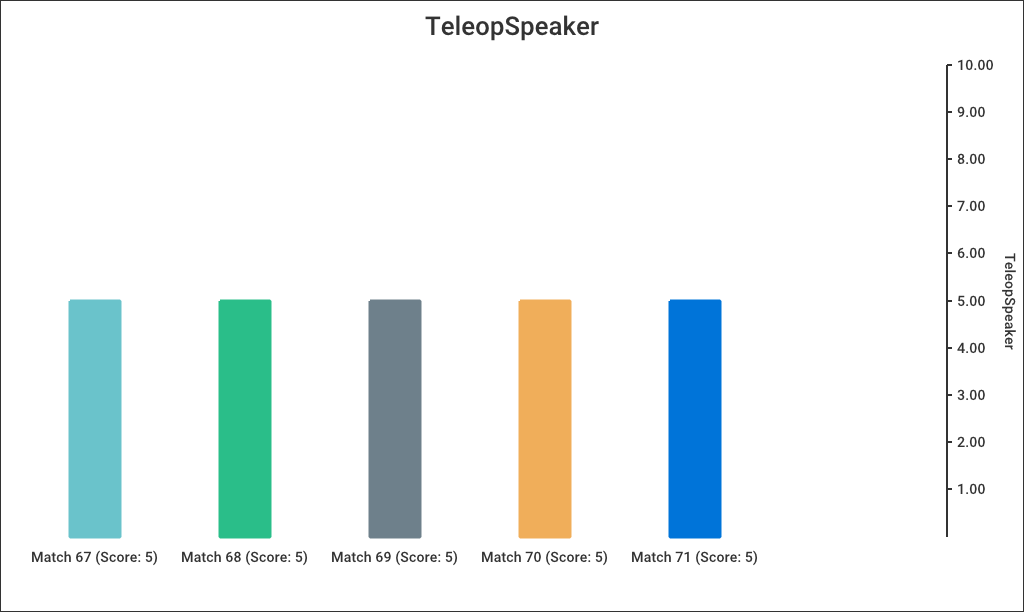 TeleopSpeaker
10.00
9.00
8.00
7.00
6.00
5.00
4.00
3.00
2.00
1.00
TeleopSpeaker
Match 67 (Score: 5)
Match 68 (Score: 5)
Match 69 (Score: 5)
Match 70 (Score: 5)
Match 71 (Score: 5)